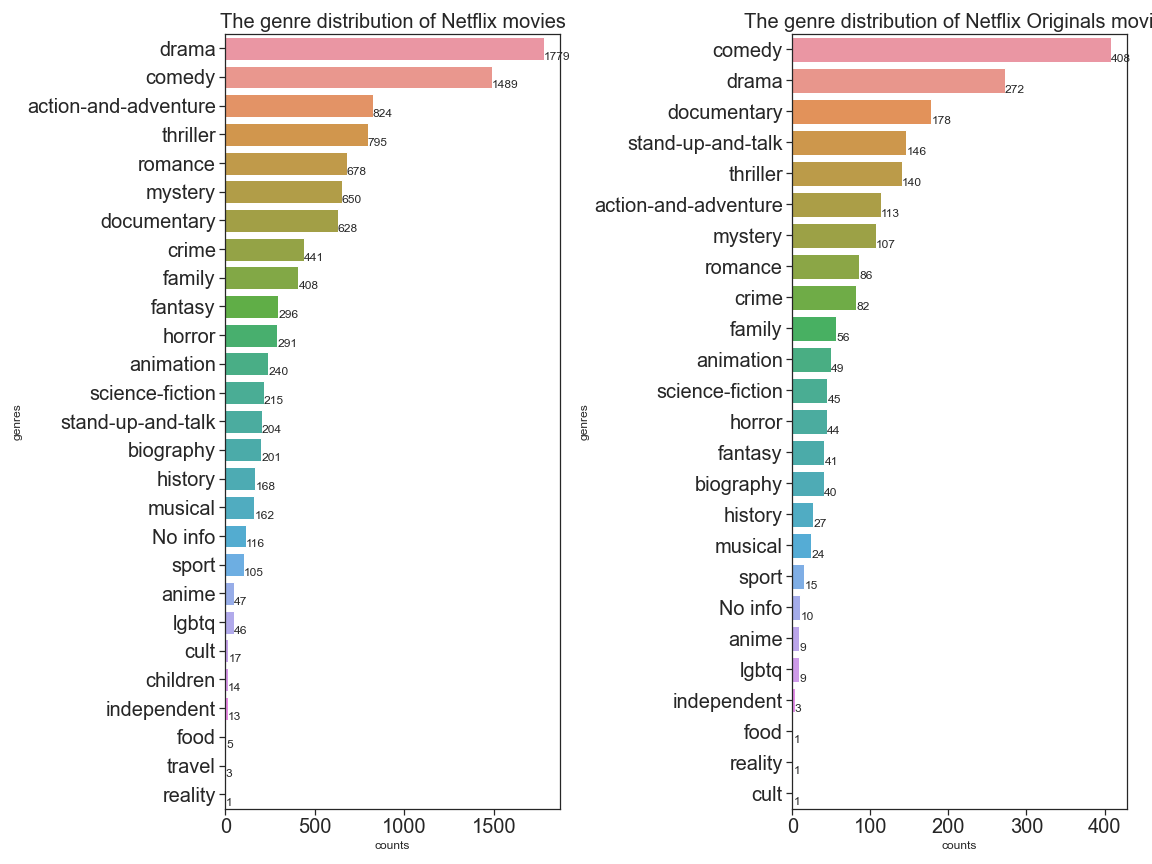 The genre distribution of Netflix movies
drama 1779
comedy 1489
action-and-adventure 824
thriller 795
romance 678
mystery 650
documentary 628
crime 441
family 408
fantasy 296
horror 291
animation 240
science-fiction 215
stand-up-and-talk 204
biography 201
history 168
musical 162
No info 116
sport 105
anime 47
lgbtq 46
cult 17
children 14
independent 13
food 5
travel 3
reality 1
genres
0 500 1000 1500
counts
The genre distribution of Netflix Originals movi
comedy 408
drama 272
documentary 178
stand-up-and-talk 146
thriller 140
action-and-adventure 113
mystery 107
romance 86
crime 82
family 56
animation 49
science-fiction 45
horror 44
fantasy 41
biography 40
history 27
musical 24
sport 15
No info 10
anime 9
lgbtq 9
independent 3
food 1
reality 1
cult 1
genres
0 100 200 300 400
counts